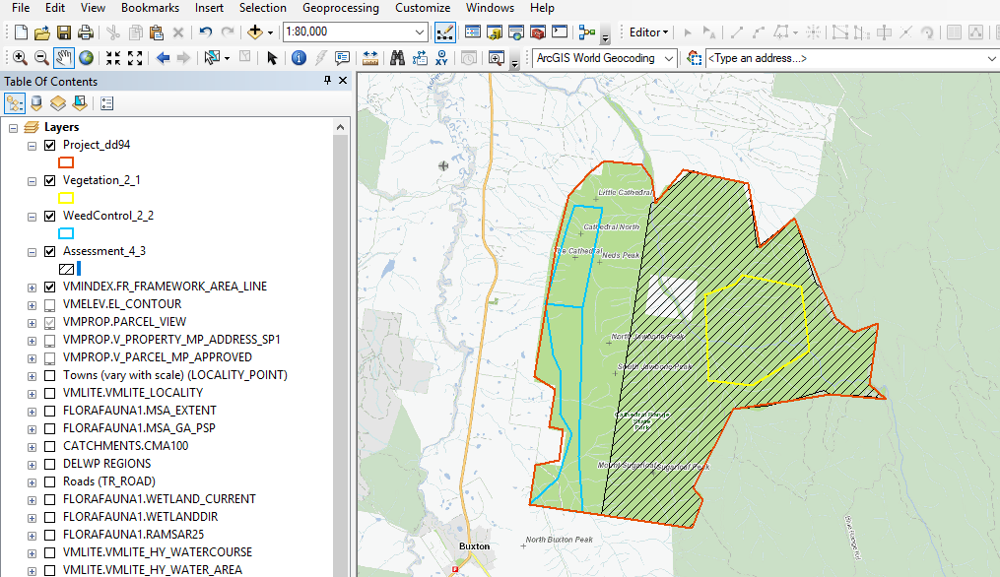 File Edit View Bookmarks Insert Selection Geoprocessing Customize Windows Help
1:80,000
Editor
ArcGIS World Geocoding
<Type an address...>
Table Of Contents
Layers
Project_dd94
Vegetation_2_1
WeedControl_2_2
Assessment_4_3
VMINDEX.FR_FRAMEWORK_AREA_LINE
VMELEV.EL_CONTOUR
VMPROP.PARCEL_VIEW
VMPROP.V_PROPERTY_MP_ADDRESS_SP1
VMPROP.V_PARCEL_MP_APPROVED
Towns (vary with scale) (LOCALITY_POINT)
VMLITE.VMLITE_LOCALITY
FLORAFAUNA1.MSA_EXTENT
FLORAFAUNA1.MSA_GA_PSP
CATCHMENTS.CMA100
DELWP REGIONS
Roads (TR_ROAD)
FLORAFAUNA1.WETLAND_CURRENT
FLORAFAUNA1.WETLANDDIR
FLORAFAUNA1.RAMSAR25
VMLITE.VMLITE_HY_WATERCOURSE
VMLITE.VMLITE_HY_WATER_AREA
Little Cathedral
Cathedral North
The Cathedral
Neds Peak
North Jawbone Peak
South Jawbone Peak
Cathedral Range
State
Park
Mount Sugarloaf
Sugarloaf Peak
North Buxton Peak
Buxton